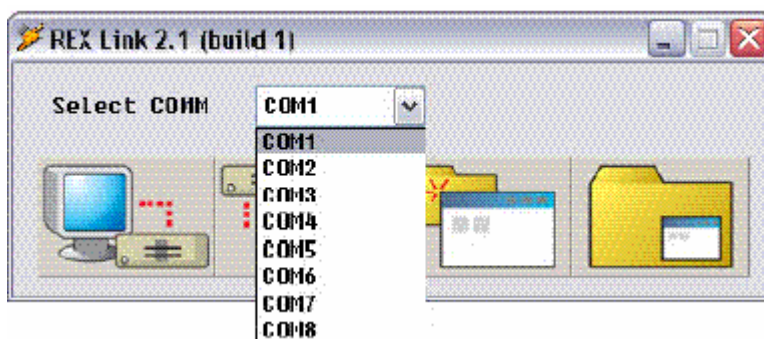 REX Link 2.1 (build 1)
Select COMM COM1
COM1
COM2
COM3
COM4
COM5
COM6
COM7
COM8